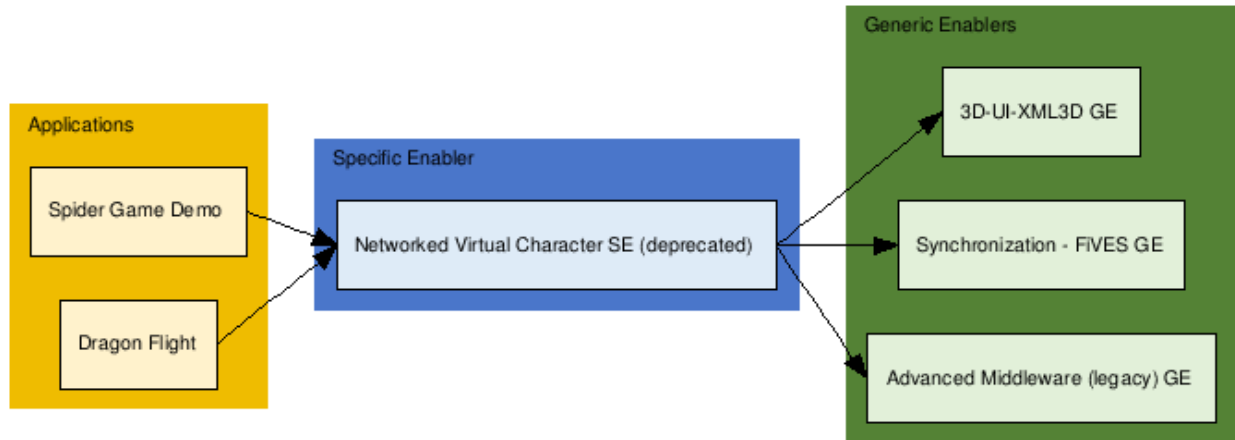 Applications
Spider Game Demo
Dragon Flight
Specific Enabler
Networked Virtual Character SE (deprecated)
Generic Enablers
3D-UI-XML3D GE
Synchronization - FiVES GE
Advanced Middleware (legacy) GE